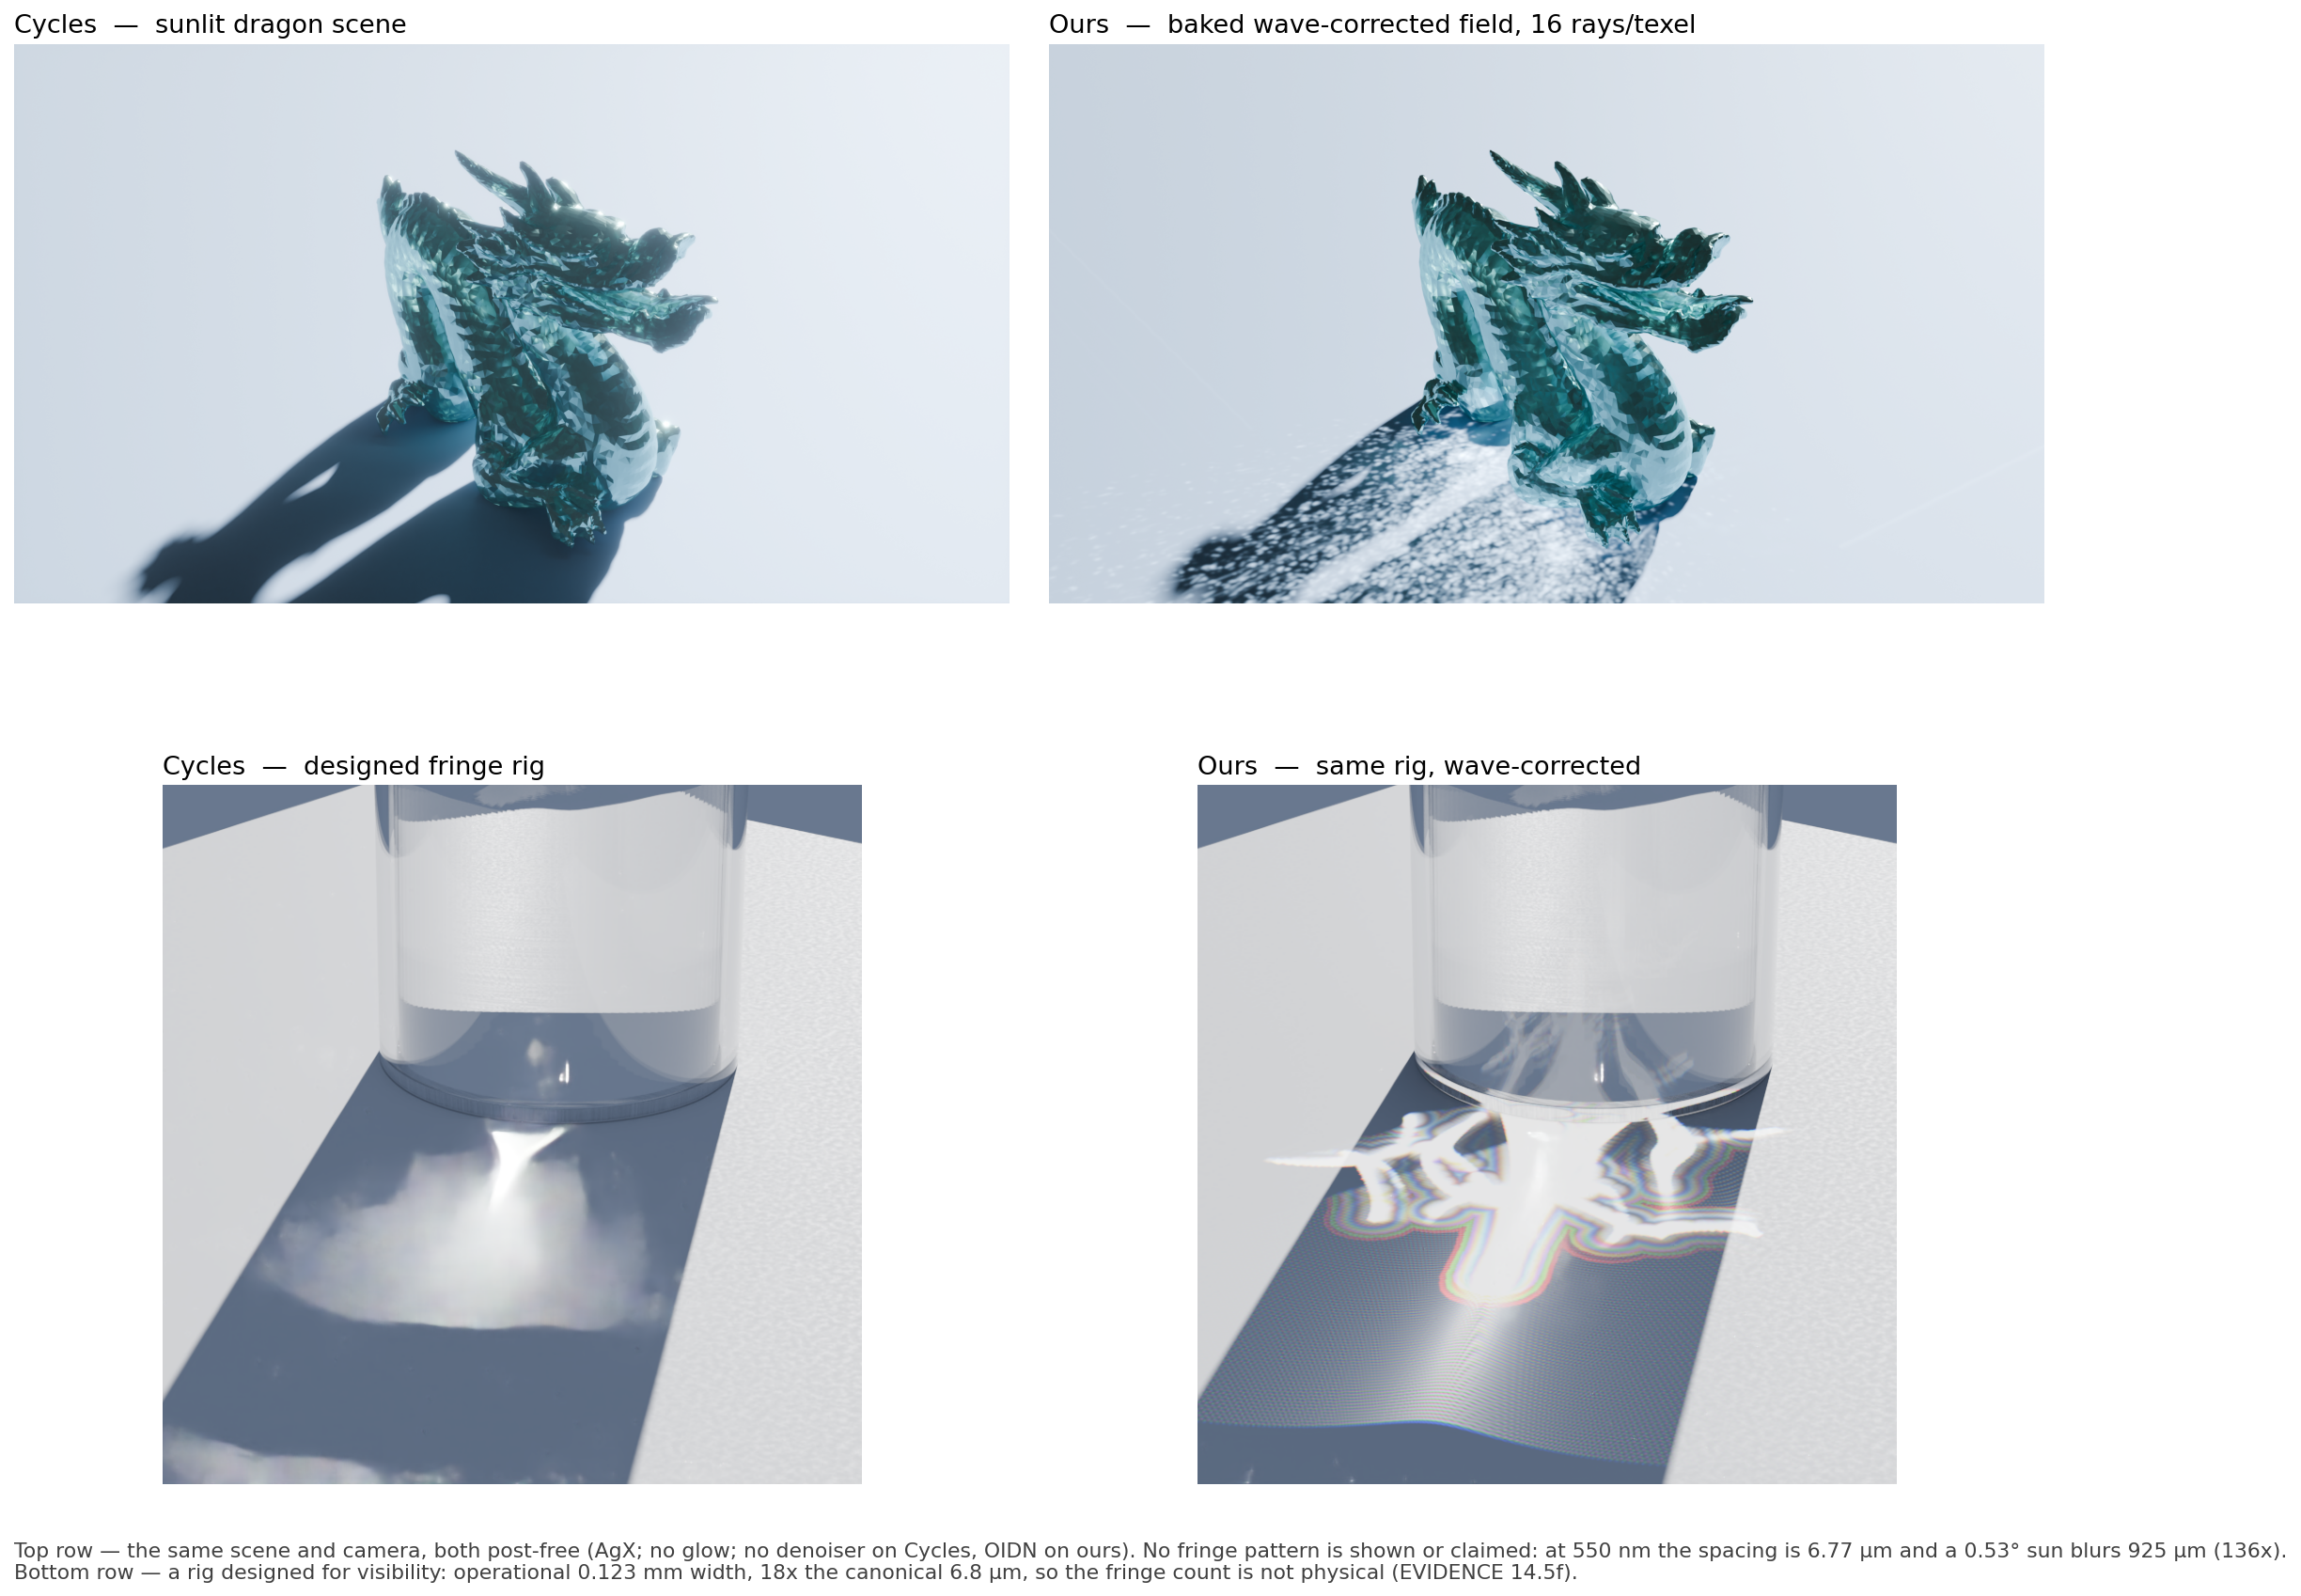 Cycles — sunlit dragon scene
Ours — baked wave-corrected field, 16 rays/texel
Cycles — designed fringe rig
Ours — same rig, wave-corrected
Top row — the same scene and camera, both post-free (AgX; no glow; no denoiser on Cycles, OIDN on ours). No fringe pattern is shown or claimed: at 550 nm the spacing is 6.77 µm and a 0.53° sun blurs 925 µm (136x).
Bottom row — a rig designed for visibility: operational 0.123 mm width, 18x the canonical 6.8 µm, so the fringe count is not physical (EVIDENCE 14.5f).